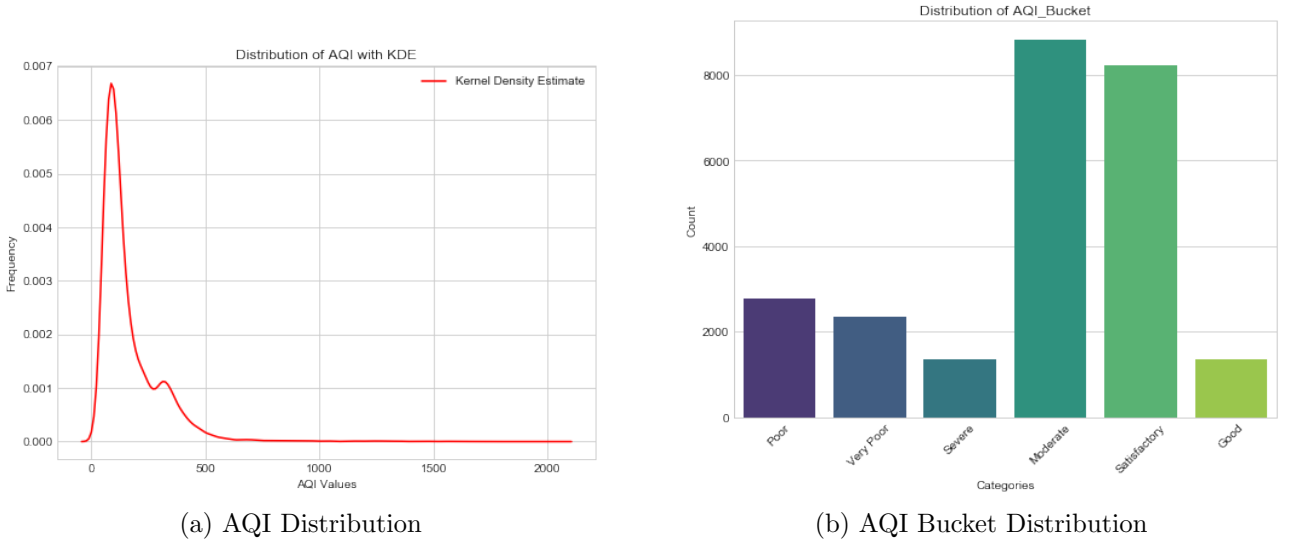 Distribution of AQI with KDE
Kernel Density Estimate
0.007
0.006
0.005
0.004
0.003
0.002
0.001
0.000
Frequency
0 500 1000 1500 2000
AQI Values
(a) AQI Distribution
Distribution of AQI_Bucket
8000
6000
4000
2000
0
Count
Poor
Very Poor
Severe
Moderate
Satisfactory
Good
Categories
(b) AQI Bucket Distribution